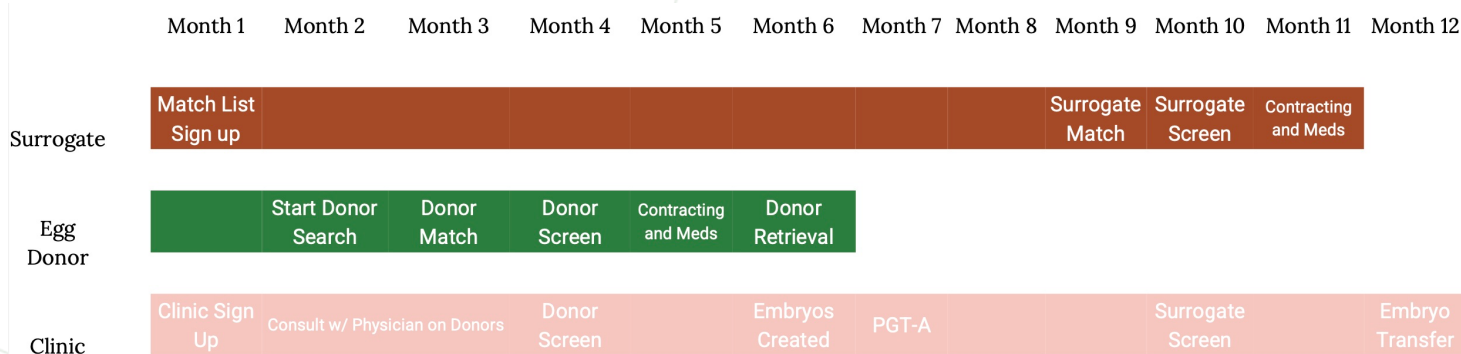 Month 1 Month 2 Month 3 Month 4 Month 5 Month 6 Month 7 Month 8 Month 9 Month 10 Month 11 Month 12
Surrogate
Match List
Sign up
Surrogate
Match
Surrogate
Screen
Contracting
and Meds
Egg
Donor
Start Donor
Search
Donor
Match
Donor
Screen
Contracting
and Meds
Donor
Retrieval
Clinic
Clinic Sign
Up
Consult w/ Physician on Donors
Donor
Screen
Embryos
Created
PGT-A
Surrogate
Screen
Embryo
Transfer